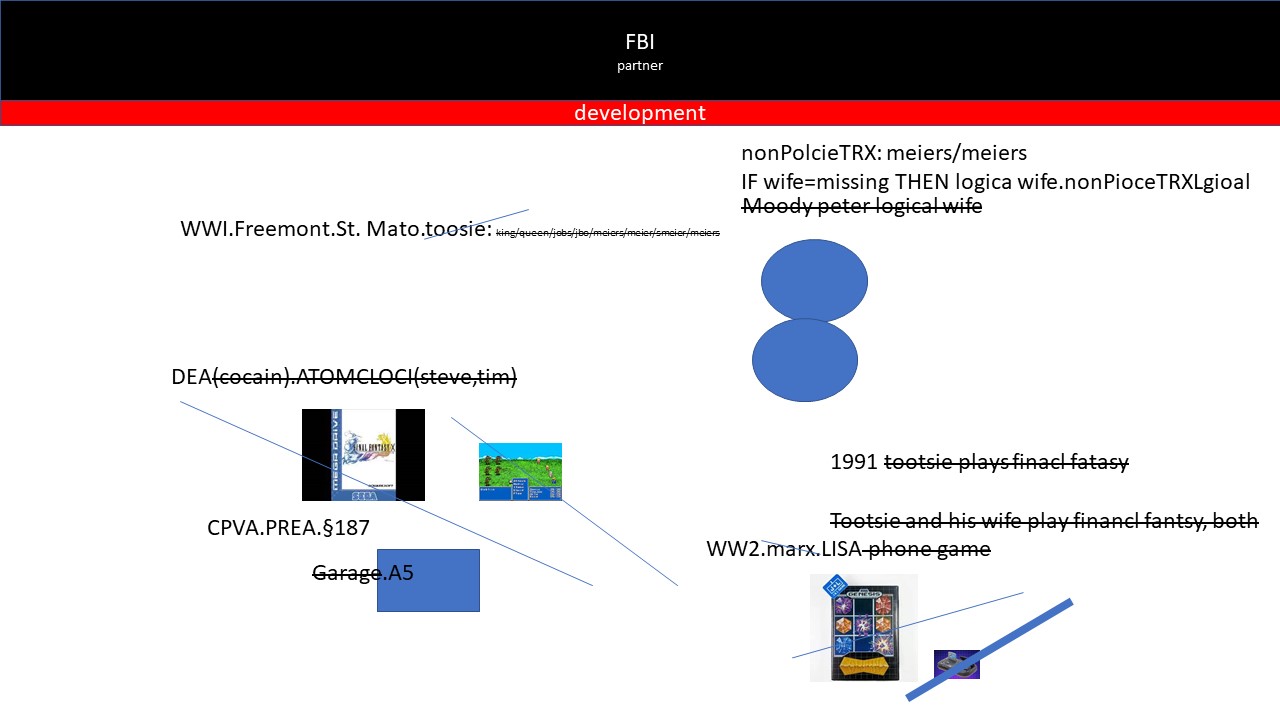 FBI
partner
development
nonPolcieTRX: meiers/meiers
IF wife=missing THEN logica wife.nonPioceTRXLgioal
Moody peter logical wife
WWI.Freemont.St. Mato.toosie: king/queen/jobs/jbo/meiers/meier/smeier/meiers
DEA(cocain).ATOMCLOCI(steve,tim)
MEGA DRIVE
FINAL FANTASY X
SEGA
1991 tootsie plays finacl fatasy
CPVA.PREA.§187
Tootsie and his wife play financl fantsy, both
WW2.marx.LISA phone game
Garage.A5
GENESIS